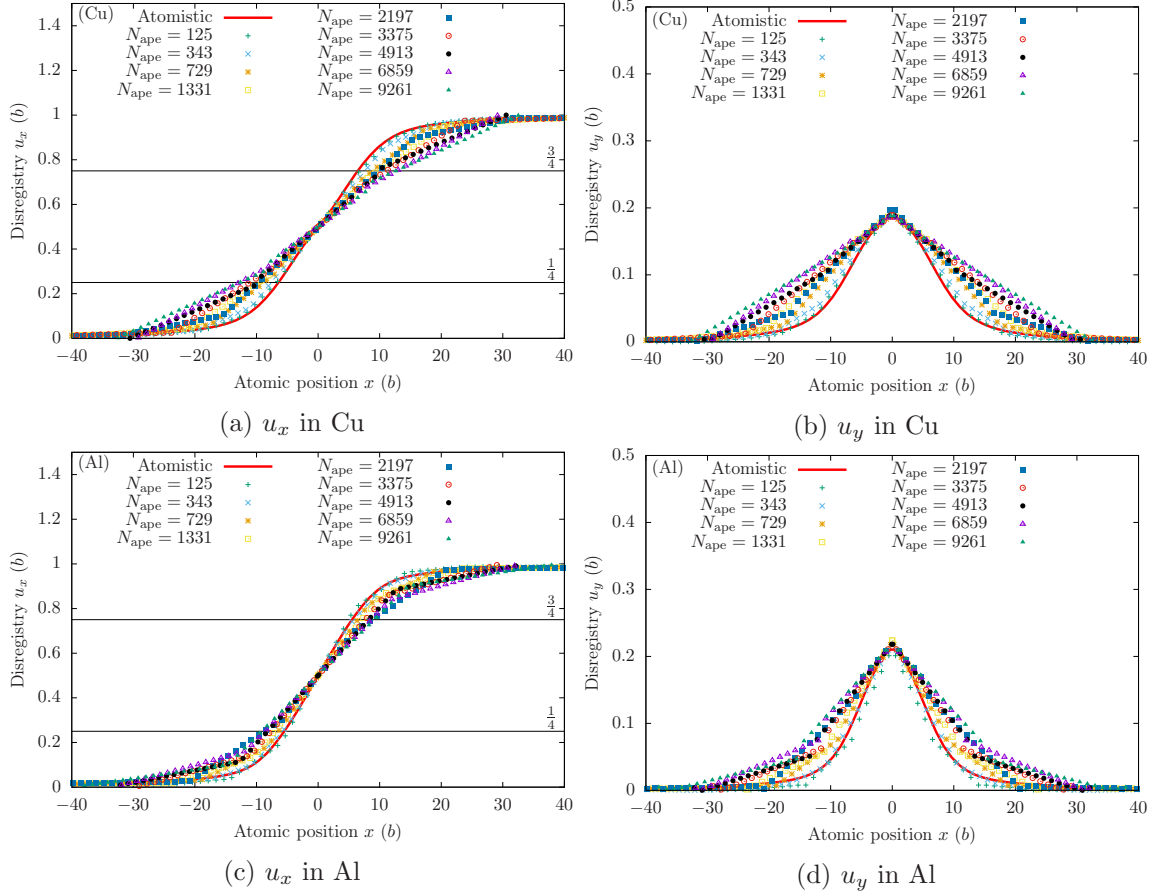 (Cu)
Atomistic
N_ape = 125
N_ape = 343
N_ape = 729
N_ape = 1331
N_ape = 2197
N_ape = 3375
N_ape = 4913
N_ape = 6859
N_ape = 9261
3/4
1/4
Disregistry u_x (b)
0
0.2
0.4
0.6
0.8
1
1.2
1.4
−40 −30 −20 −10 0 10 20 30 40
Atomic position x (b)
(a) u_x in Cu
(Cu)
Atomistic
N_ape = 125
N_ape = 343
N_ape = 729
N_ape = 1331
N_ape = 2197
N_ape = 3375
N_ape = 4913
N_ape = 6859
N_ape = 9261
Disregistry u_y (b)
0
0.1
0.2
0.3
0.4
0.5
−40 −30 −20 −10 0 10 20 30 40
Atomic position x (b)
(b) u_y in Cu
(Al)
Atomistic
N_ape = 125
N_ape = 343
N_ape = 729
N_ape = 1331
N_ape = 2197
N_ape = 3375
N_ape = 4913
N_ape = 6859
N_ape = 9261
3/4
1/4
Disregistry u_x (b)
0
0.2
0.4
0.6
0.8
1
1.2
1.4
−40 −30 −20 −10 0 10 20 30 40
Atomic position x (b)
(c) u_x in Al
(Al)
Atomistic
N_ape = 125
N_ape = 343
N_ape = 729
N_ape = 1331
N_ape = 2197
N_ape = 3375
N_ape = 4913
N_ape = 6859
N_ape = 9261
Disregistry u_y (b)
0
0.1
0.2
0.3
0.4
0.5
−40 −30 −20 −10 0 10 20 30 40
Atomic position x (b)
(d) u_y in Al